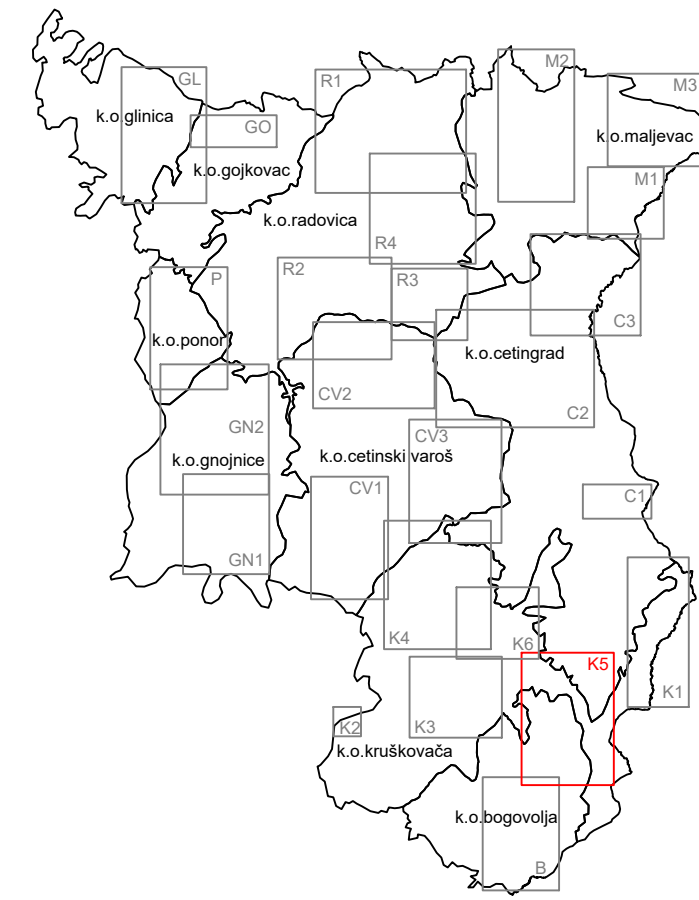 M2
GL
R1
M3
k.o.glinica
GO
k.o.maljevac
k.o.gojkovac
M1
k.o.radovica
R4
R2
P
R3
C3
k.o.ponor
k.o.cetingrad
CV2
C2
GN2
CV3
k.o.cetinski varoš
k.o.gnojnice
CV1
C1
GN1
K4
K6
K5
K1
K2
K3
k.o.kruškovača
k.o.bogovolja
B